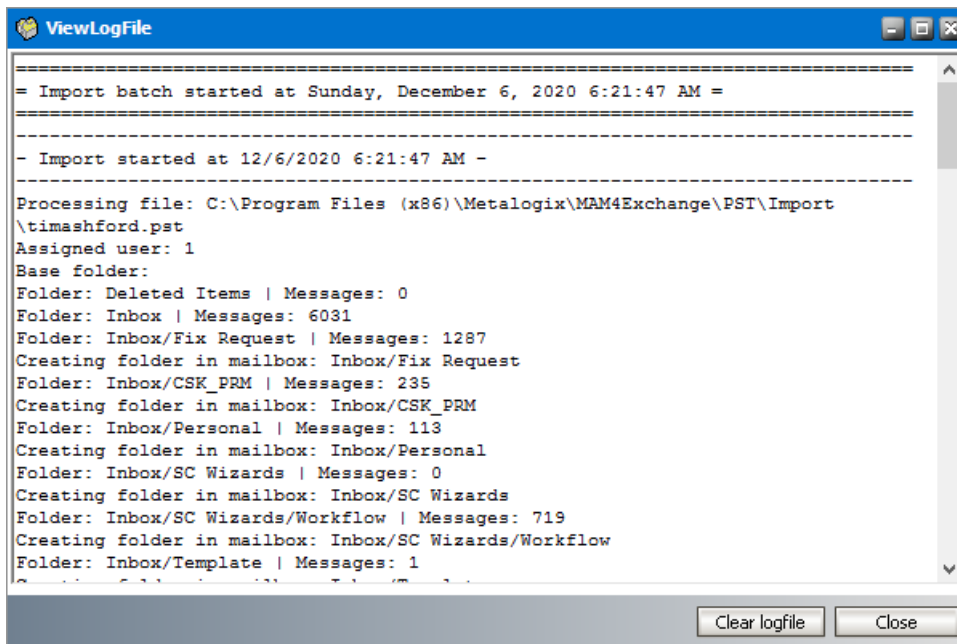 ViewLogFile
================================================================================
= Import batch started at Sunday, December 6, 2020 6:21:47 AM =
================================================================================
--------------------------------------------------------------------------------
- Import started at 12/6/2020 6:21:47 AM -
--------------------------------------------------------------------------------
Processing file: C:\Program Files (x86)\Metalogix\MAM4Exchange\PST\Import
\timashford.pst
Assigned user: 1
Base folder:
Folder: Deleted Items | Messages: 0
Folder: Inbox | Messages: 6031
Folder: Inbox/Fix Request | Messages: 1287
Creating folder in mailbox: Inbox/Fix Request
Folder: Inbox/CSK_PRM | Messages: 235
Creating folder in mailbox: Inbox/CSK_PRM
Folder: Inbox/Personal | Messages: 113
Creating folder in mailbox: Inbox/Personal
Folder: Inbox/SC Wizards | Messages: 0
Creating folder in mailbox: Inbox/SC Wizards
Folder: Inbox/SC Wizards/Workflow | Messages: 719
Creating folder in mailbox: Inbox/SC Wizards/Workflow
Folder: Inbox/Template | Messages: 1
Clear logfile
Close